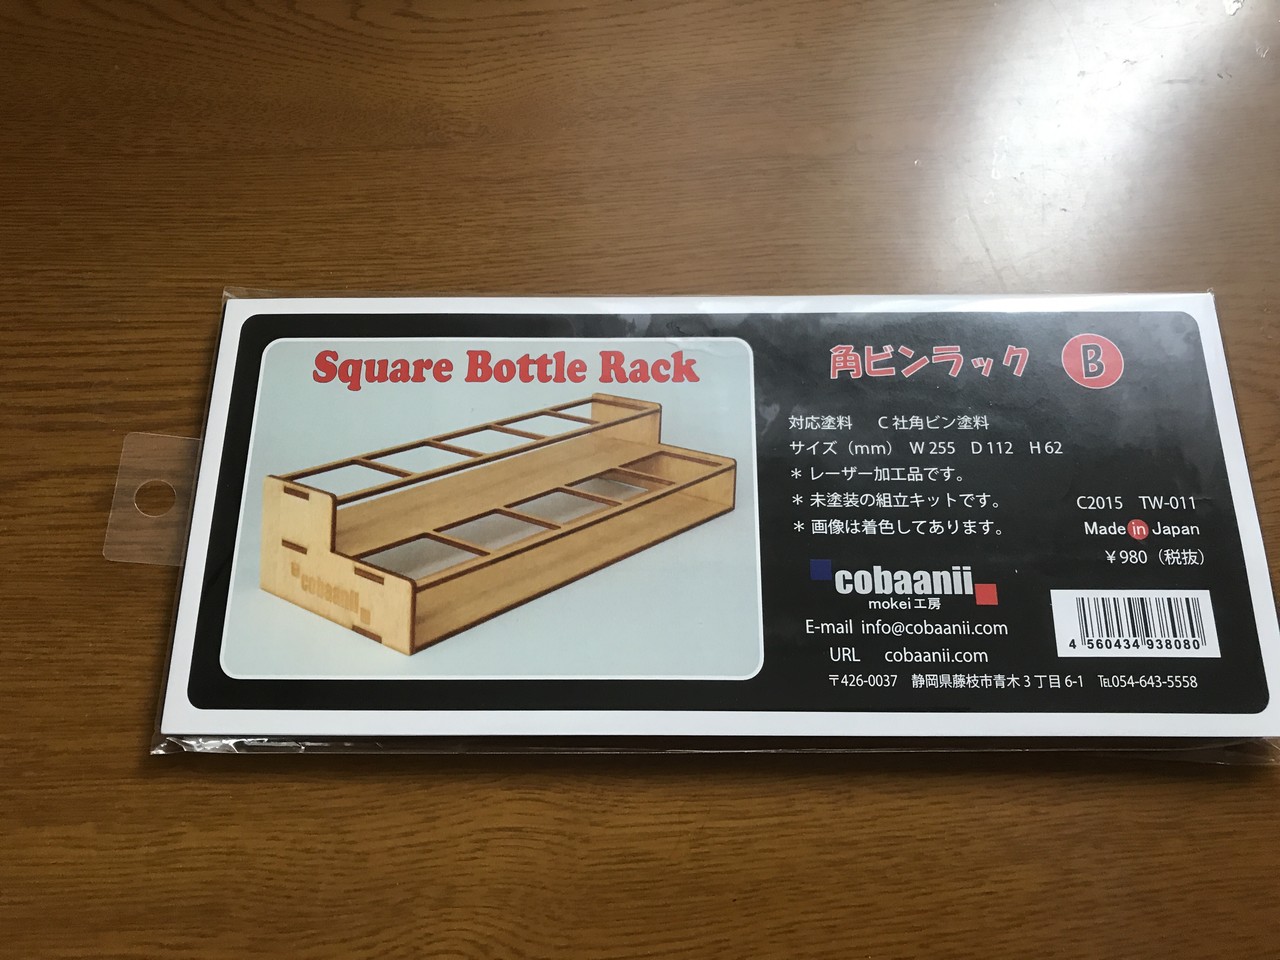 Square Bottle Rack
cobaanii
角ビンラック B
対応塗料 C社角ビン塗料
サイズ（mm） W 255 D 112 H 62
＊ レーザー加工品です。
＊ 未塗装の組立キットです。
＊ 画像は着色してあります。
C2015 TW-011
Made in Japan
￥980（税抜）
cobaanii
mokei工房
E-mail info@cobaanii.com
URL cobaanii.com
〒426-0037 静岡県藤枝市青木3丁目6-1 ℡054-643-5558
4 560434 938080